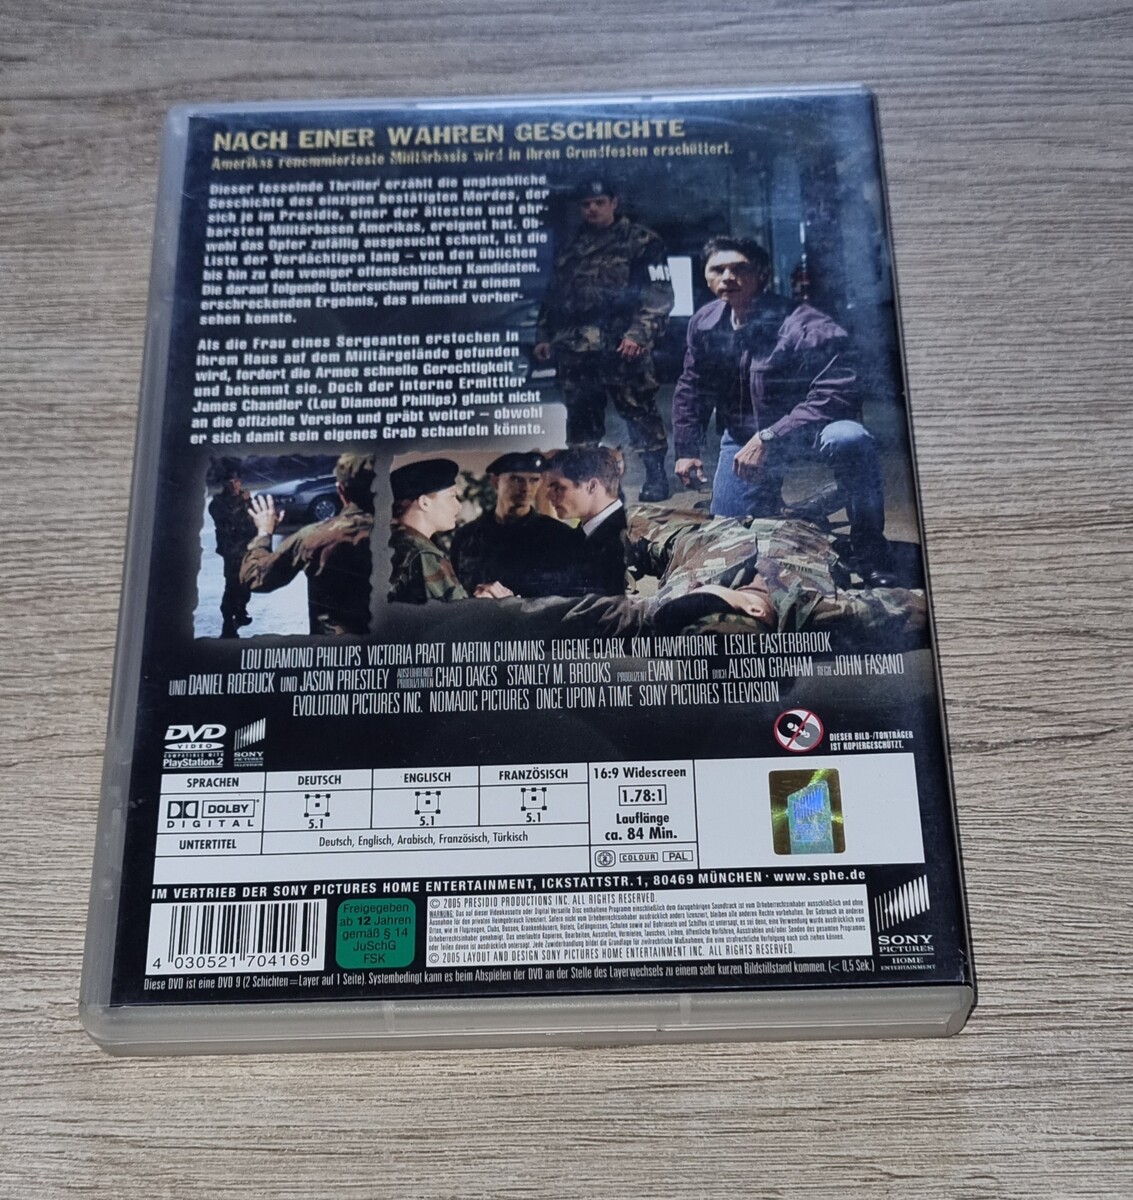 NACH EINER WAHREN GESCHICHTE
Amerikas renommierteste Militärbasis wird in ihren Grundfesten erschüttert.
Dieser fesselnde Thriller erzählt die unglaubliche
Geschichte des einzigen bestätigten Mordes, der
sich je im Presidio, einer der ältesten und ehr-
barsten Militärbasen Amerikas, ereignet hat. Ob-
wohl das Opfer zufällig ausgesucht scheint, ist die
Liste der Verdächtigen lang – von den üblichen
bis hin zu den weniger offensichtlichen Kandidaten.
Die darauf folgende Untersuchung führt zu einem
erschreckenden Ergebnis, das niemand vorher-
sehen konnte.
Als die Frau eines Sergeanten erstochen in
ihrem Haus auf dem Militärgelände gefunden
wird, fordert die Armee schnelle Gerechtigkeit –
und bekommt sie. Doch der interne Ermittler
James Chandler (Lou Diamond Phillips) glaubt nicht
an die offizielle Version und gräbt weiter – obwohl
er sich damit sein eigenes Grab schaufeln könnte.
LOU DIAMOND PHILLIPS VICTORIA PRATT MARTIN CUMMINS EUGENE CLARK KIM HAWTHORNE LESLIE EASTERBROOK
UND DANIEL ROEBUCK UND JASON PRIESTLEY AUSFÜHRENDE PRODUZENTEN CHAD OAKES STANLEY M. BROOKS PRODUZENT EVAN TYLOR BUCH ALISON GRAHAM REGIE JOHN FASANO
EVOLUTION PICTURES INC. NOMADIC PICTURES ONCE UPON A TIME SONY PICTURES TELEVISION
DVD
VIDEO
COMPATIBLE WITH
PlayStation.2
SONY
PICTURES
TELEVISION
DIESER BILD-/TONTRÄGER
IST KOPIERGESCHÜTZT.
SPRACHEN
DEUTSCH
ENGLISCH
FRANZÖSISCH
DOLBY
DIGITAL
5.1
5.1
5.1
UNTERTITEL
Deutsch, Englisch, Arabisch, Französisch, Türkisch
16:9 Widescreen
1.78:1
Lauflänge
ca. 84 Min.
COLOUR
PAL
IM VERTRIEB DER SONY PICTURES HOME ENTERTAINMENT, ICKSTATTSTR. 1, 80469 MÜNCHEN · www.sphe.de
4 030521 704169
Freigegeben
ab 12 Jahren
gemäß § 14
JuSchG
FSK
© 2005 PRESIDIO PRODUCTIONS INC. ALL RIGHTS RESERVED.
© 2005 LAYOUT AND DESIGN SONY PICTURES HOME ENTERTAINMENT INC. ALL RIGHTS RESERVED.
SONY
PICTURES
HOME
ENTERTAINMENT
Diese DVD ist eine DVD 9 (2 Schichten=Layer auf 1 Seite). Systembedingt kann es beim Abspielen der DVD an der Stelle des Layerwechsels zu einem sehr kurzen Bildstillstand kommen. (< 0,5 Sek.)